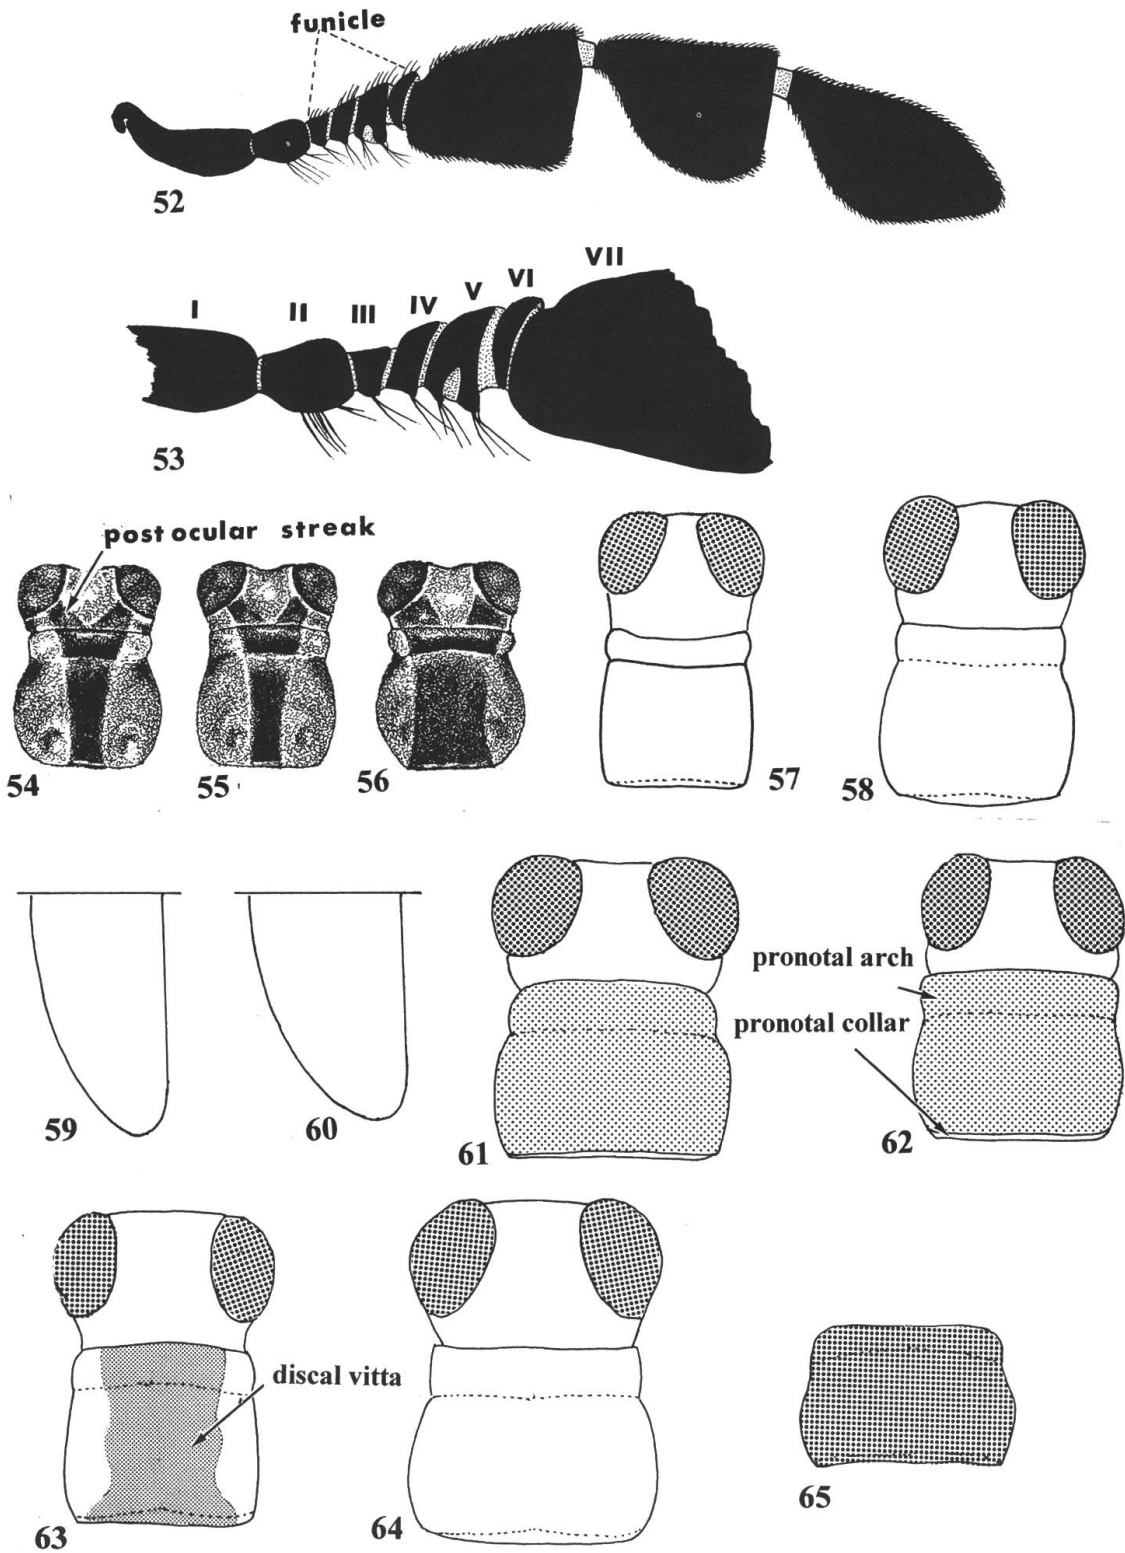 funicle
52
I II III IV V VI VII
53
post ocular streak
54
55
56
57
58
59
60
61
pronotal arch
pronotal collar
62
63
discal vitta
64
65